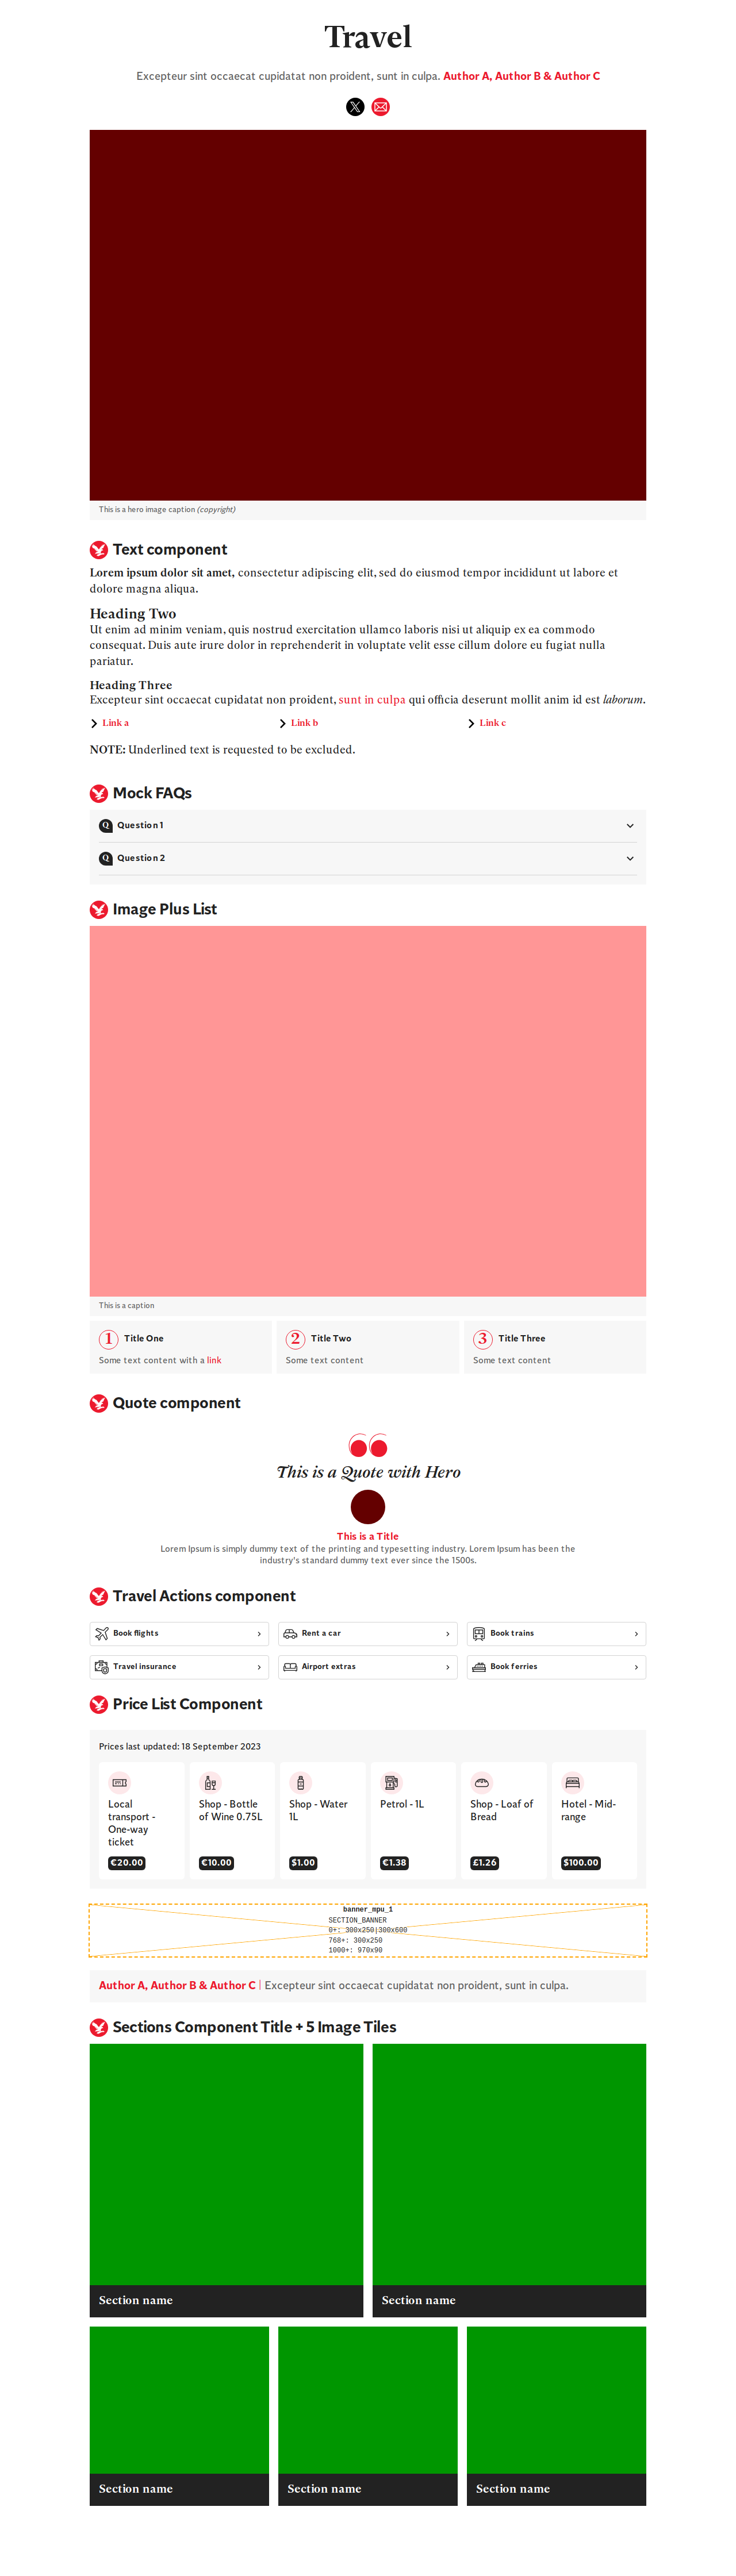 Travel
Excepteur sint occaecat cupidatat non proident, sunt in culpa. Author A, Author B & Author C
This is a hero image caption (copyright)
Text component
Lorem ipsum dolor sit amet, consectetur adipiscing elit, sed do eiusmod tempor incididunt ut labore et
dolore magna aliqua.
Heading Two
Ut enim ad minim veniam, quis nostrud exercitation ullamco laboris nisi ut aliquip ex ea commodo
consequat. Duis aute irure dolor in reprehenderit in voluptate velit esse cillum dolore eu fugiat nulla
pariatur.
Heading Three
Excepteur sint occaecat cupidatat non proident, sunt in culpa qui officia deserunt mollit anim id est laborum.
Link a
Link b
Link c
NOTE: Underlined text is requested to be excluded.
Mock FAQs
Q Question 1
Q Question 2
Image Plus List
This is a caption
1 Title One
Some text content with a link
2 Title Two
Some text content
3 Title Three
Some text content
Quote component
This is a Quote with Hero
This is a Title
Lorem Ipsum is simply dummy text of the printing and typesetting industry. Lorem Ipsum has been the
industry's standard dummy text ever since the 1500s.
Travel Actions component
Book flights
Rent a car
Book trains
Travel insurance
Airport extras
Book ferries
Price List Component
Prices last updated: 18 September 2023
Local
transport -
One-way
ticket
€20.00
Shop - Bottle
of Wine 0.75L
€10.00
Shop - Water
1L
$1.00
Petrol - 1L
€1.38
Shop - Loaf of
Bread
£1.26
Hotel - Mid-
range
$100.00
banner_mpu_1
SECTION_BANNER
0+: 300x250|300x600
768+: 300x250
1000+: 970x90
Author A, Author B & Author C | Excepteur sint occaecat cupidatat non proident, sunt in culpa.
Sections Component Title + 5 Image Tiles
Section name
Section name
Section name
Section name
Section name